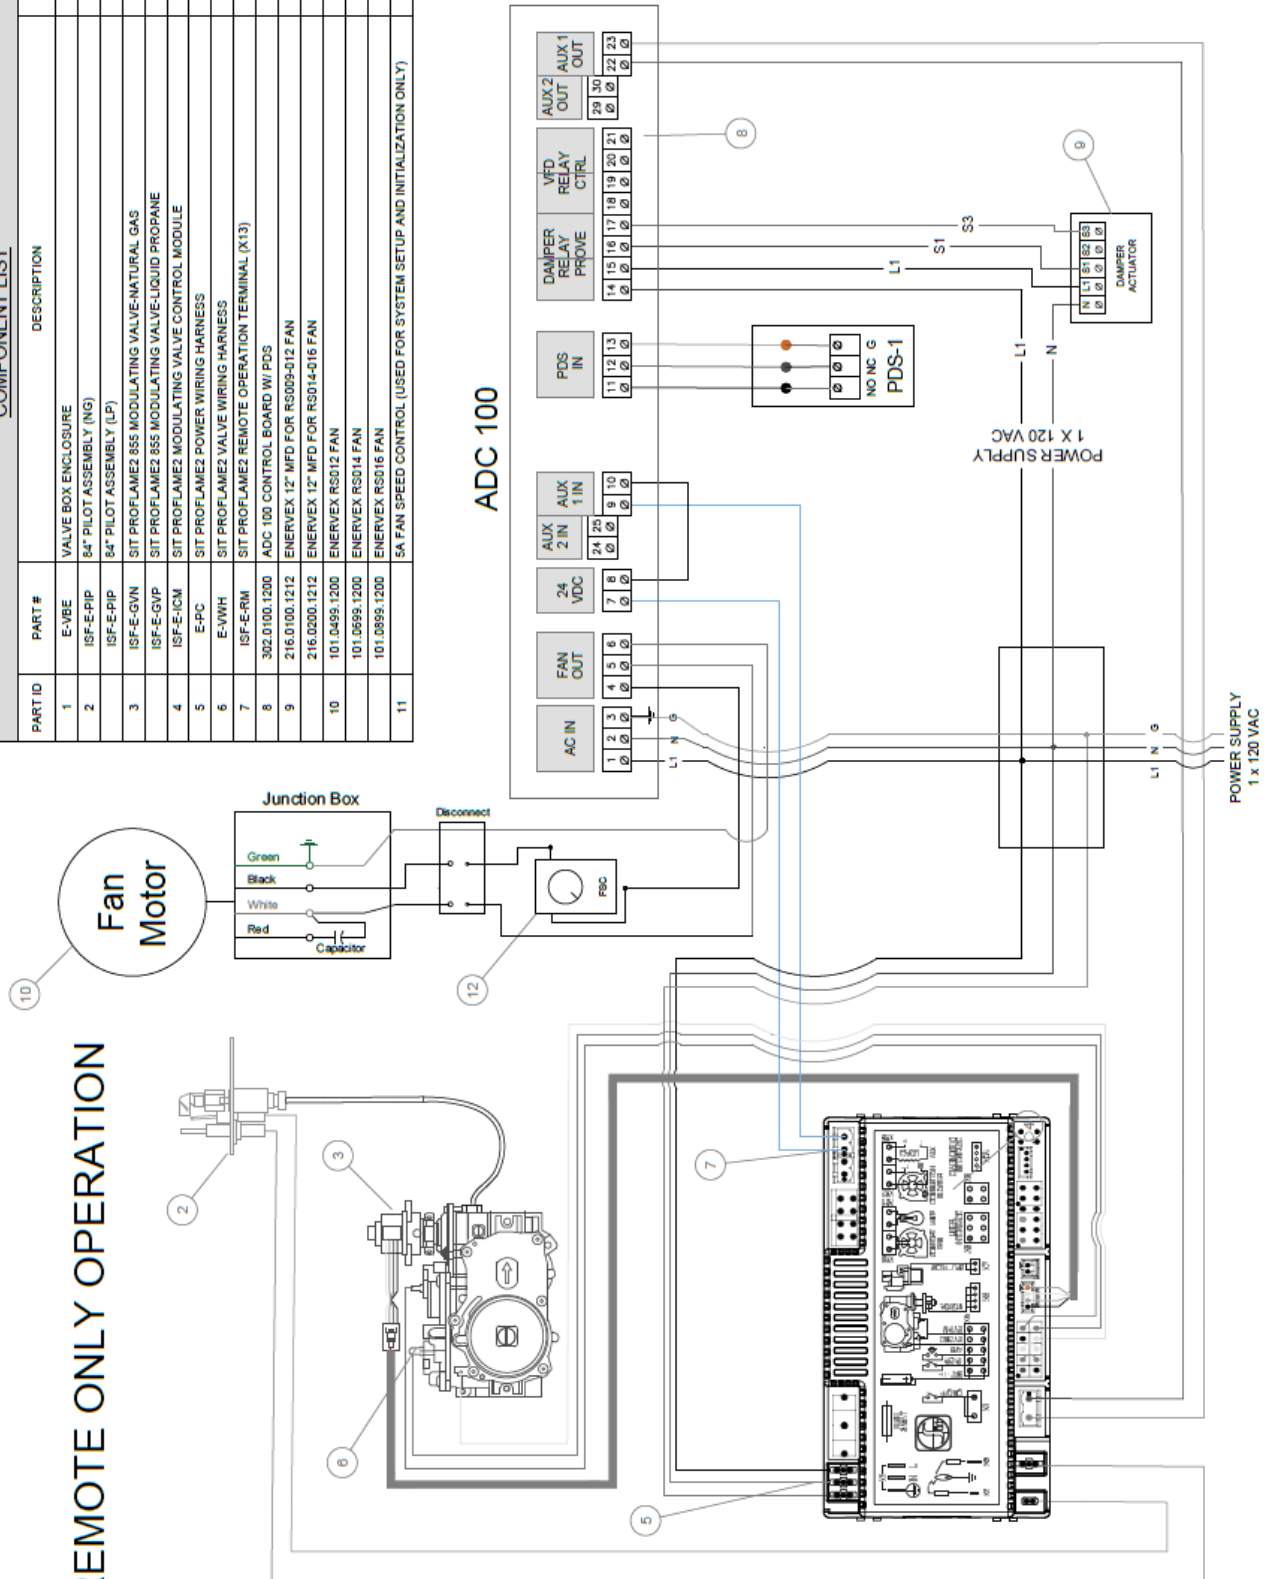 COMPONENT LIST
PART ID PART # DESCRIPTION
1 E-VBE VALVE BOX ENCLOSURE
2 ISF-E-PIP 84" PILOT ASSEMBLY (NG)
ISF-E-PIP 84" PILOT ASSEMBLY (LP)
3 ISF-E-GVN SIT PROFLAME2 855 MODULATING VALVE-NATURAL GAS
ISF-E-GVP SIT PROFLAME2 855 MODULATING VALVE-LIQUID PROPANE
4 ISF-E-ICM SIT PROFLAME2 MODULATING VALVE CONTROL MODULE
5 E-PC SIT PROFLAME2 POWER WIRING HARNESS
6 E-VWH SIT PROFLAME2 VALVE WIRING HARNESS
7 ISF-E-RM SIT PROFLAME2 REMOTE OPERATION TERMINAL (X13)
8 302.0100.1200 ADC 100 CONTROL BOARD W/ PDS
9 216.0100.1212 ENERVEX 12" MFD FOR RS009-012 FAN
216.0200.1212 ENERVEX 12" MFD FOR RS014-016 FAN
10 101.0499.1200 ENERVEX RS012 FAN
101.0699.1200 ENERVEX RS014 FAN
101.0899.1200 ENERVEX RS016 FAN
11 5A FAN SPEED CONTROL (USED FOR SYSTEM SETUP AND INITIALIZATION ONLY)
ADC 100
AC IN
1 2 3
FAN OUT
4 5 6
24 VDC
7 8
AUX 2 IN
24 25
AUX 1 IN
9 10
PDS IN
11 12 13
DAMPER RELAY PROVE
14 15 16 17
VFD RELAY CTRL
18 19 20 21
AUX 2 OUT
29 30
AUX 1 OUT
22 23
8
9
L1
S1
S3
N L1 S1 S2 S3
DAMPER
ACTUATOR
NO NC G
PDS-1
L1
N
POWER SUPPLY
1 X 120 VAC
L1 N G
L1 N G
POWER SUPPLY
1 x 120 VAC
Fan
Motor
10
Junction Box
Green
Black
White
Red
Capacitor
Disconnect
FSC
12
REMOTE ONLY OPERATION
2
3
6
7
5
4